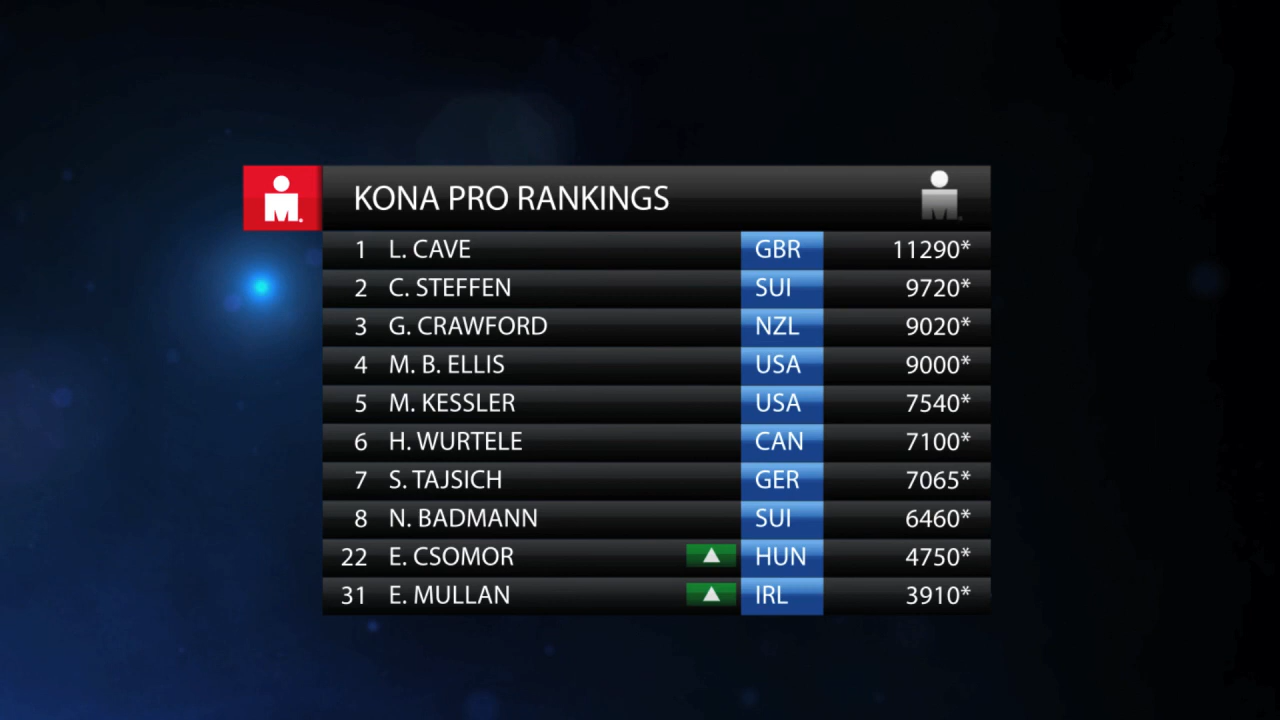 KONA PRO RANKINGS
1 L. CAVE GBR 11290*
2 C. STEFFEN SUI 9720*
3 G. CRAWFORD NZL 9020*
4 M. B. ELLIS USA 9000*
5 M. KESSLER USA 7540*
6 H. WURTELE CAN 7100*
7 S. TAJSICH GER 7065*
8 N. BADMANN SUI 6460*
22 E. CSOMOR HUN 4750*
31 E. MULLAN IRL 3910*